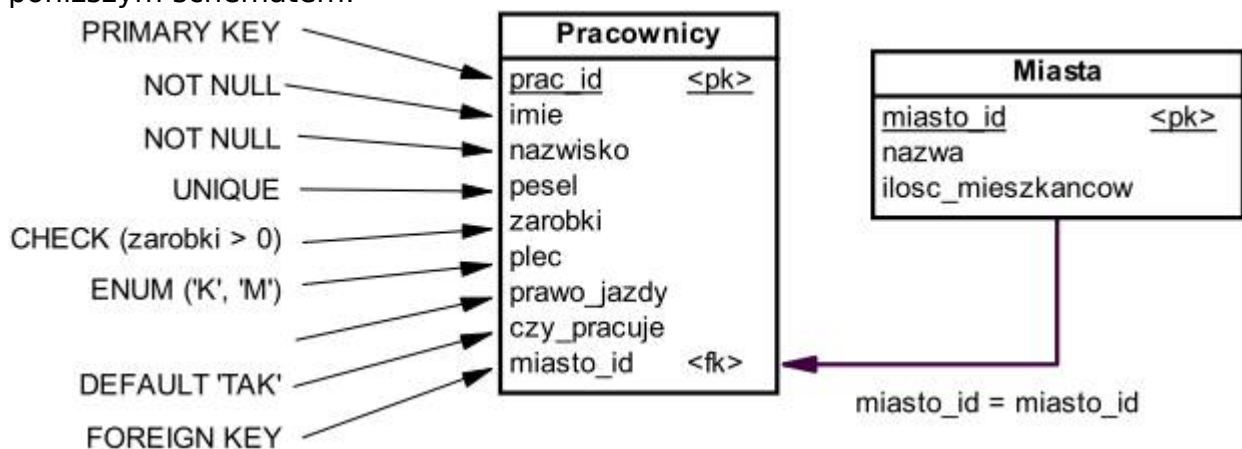 poniższym schematem.
PRIMARY KEY
NOT NULL
NOT NULL
UNIQUE
CHECK (zarobki > 0)
ENUM ('K', 'M')
DEFAULT 'TAK'
FOREIGN KEY
Pracownicy
prac_id <pk>
imie
nazwisko
pesel
zarobki
plec
prawo_jazdy
czy_pracuje
miasto_id <fk>
Miasta
miasto_id <pk>
nazwa
ilosc_mieszkancow
miasto_id = miasto_id